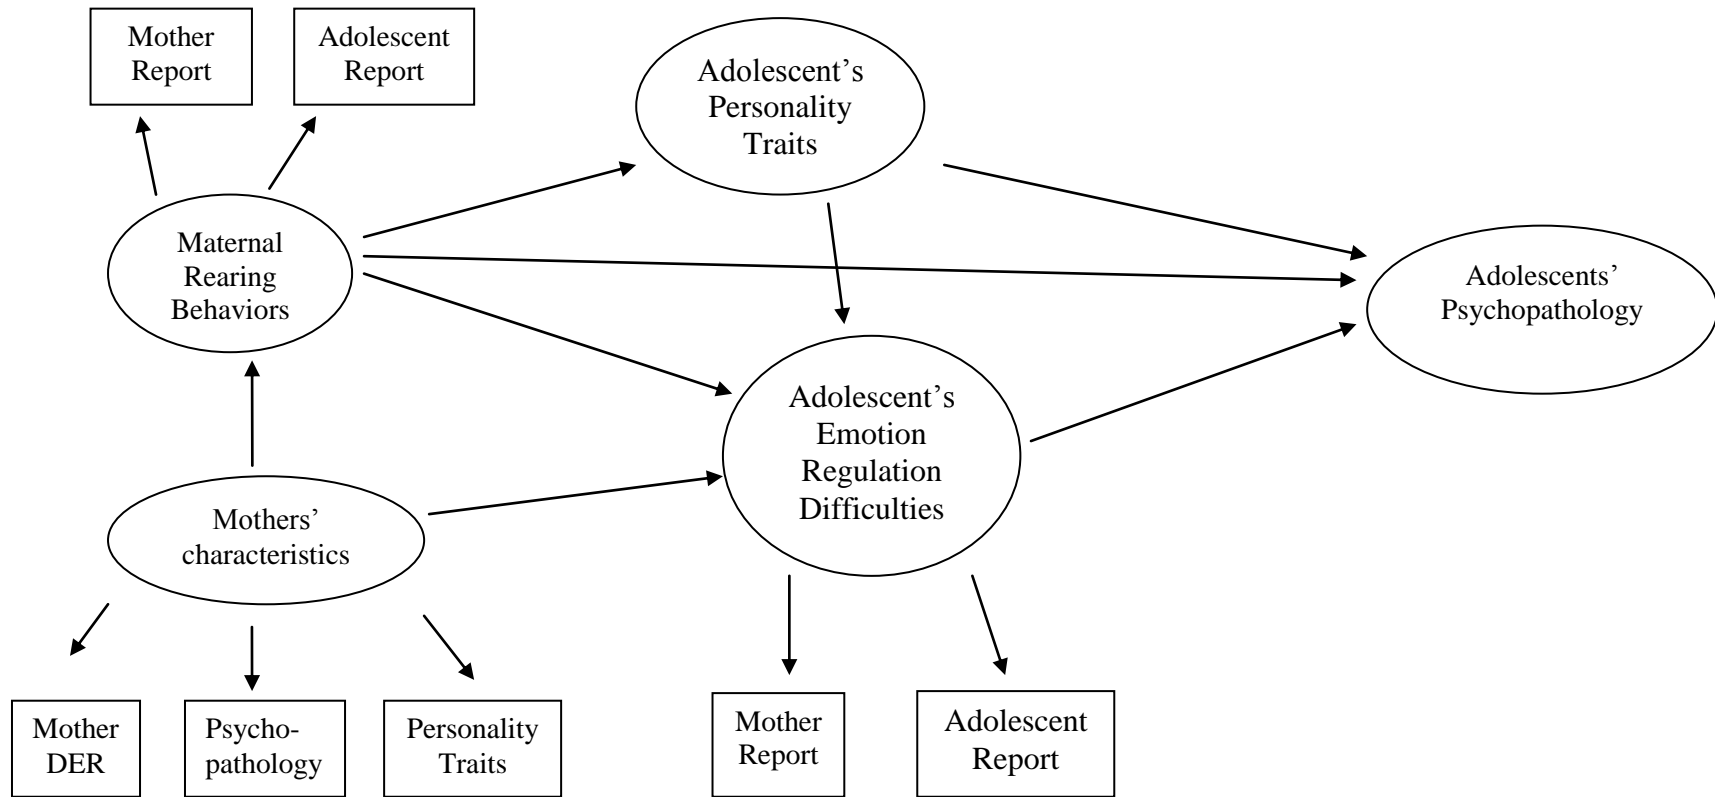 Mother
Report
Adolescent
Report
Adolescent’s
Personality
Traits
Maternal
Rearing
Behaviors
Adolescents’
Psychopathology
Adolescent’s
Emotion
Regulation
Difficulties
Mothers’
characteristics
Mother
DER
Psycho-
pathology
Personality
Traits
Mother
Report
Adolescent
Report